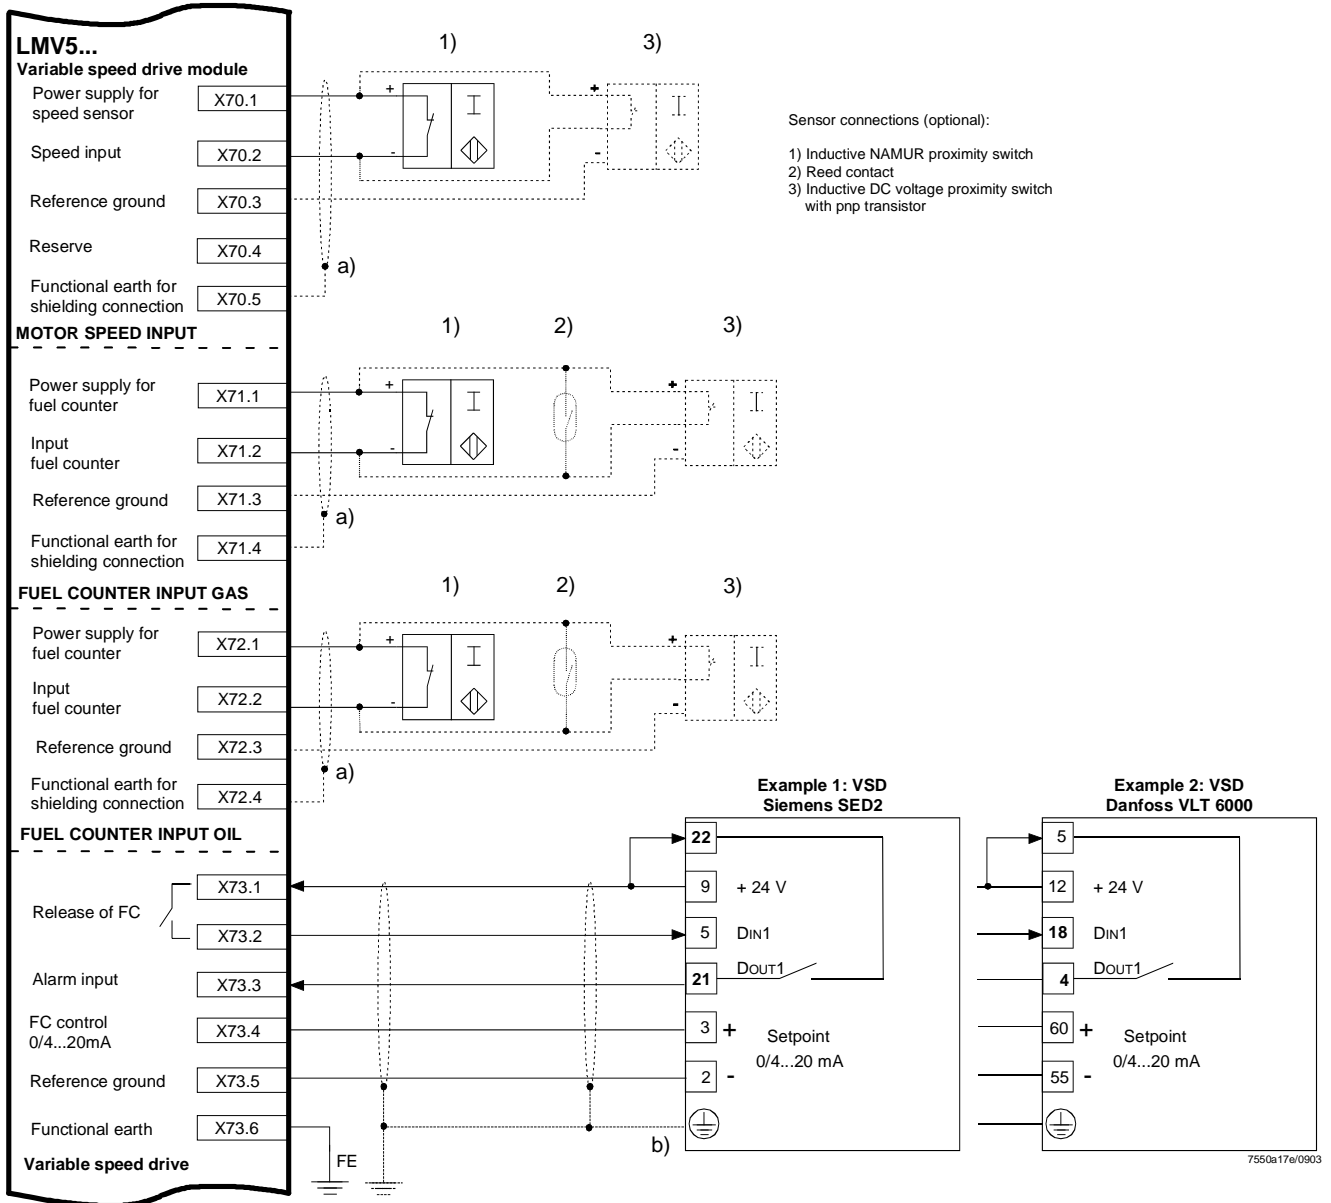 LMV5...
Variable speed drive module
1)
3)
Power supply for
speed sensor
X70.1
+
+
Speed input
X70.2
-
-
Reference ground
X70.3
Reserve
X70.4
a)
Functional earth for
shielding connection
X70.5
MOTOR SPEED INPUT
Sensor connections (optional):
1) Inductive NAMUR proximity switch
2) Reed contact
3) Inductive DC voltage proximity switch
with pnp transistor
1)
2)
3)
Power supply for
fuel counter
X71.1
+
+
Input
fuel counter
X71.2
-
-
Reference ground
X71.3
a)
Functional earth for
shielding connection
X71.4
FUEL COUNTER INPUT GAS
1)
2)
3)
Power supply for
fuel counter
X72.1
+
+
Input
fuel counter
X72.2
-
-
Reference ground
X72.3
a)
Functional earth for
shielding connection
X72.4
FUEL COUNTER INPUT OIL
Release of FC
X73.1
X73.2
Alarm input
X73.3
FC control
0/4...20mA
X73.4
Reference ground
X73.5
Functional earth
X73.6
Variable speed drive
FE
b)
Example 1: VSD
Siemens SED2
22
9
+ 24 V
5
DIN1
21
DOUT1
3
+
Setpoint
0/4...20 mA
2
-
Example 2: VSD
Danfoss VLT 6000
5
12
+ 24 V
18
DIN1
4
DOUT1
60
+
Setpoint
0/4...20 mA
55
-
7550a17e/0903